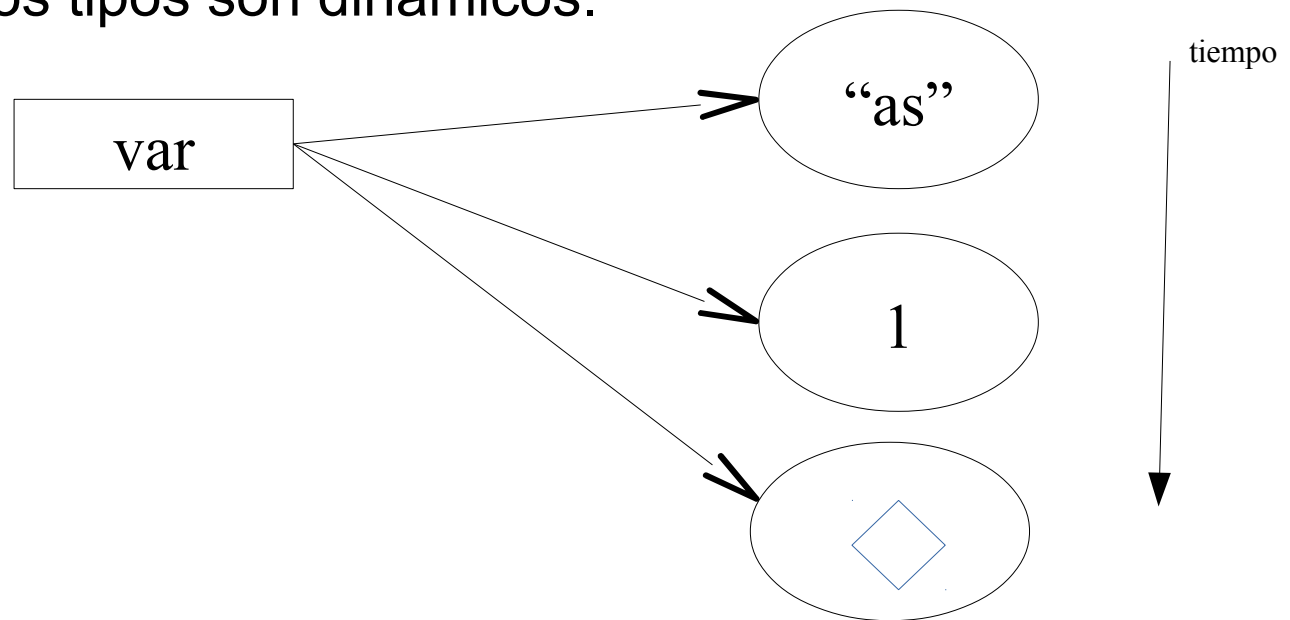 os tipos son dinámicos:
tiempo
“as”
var
1